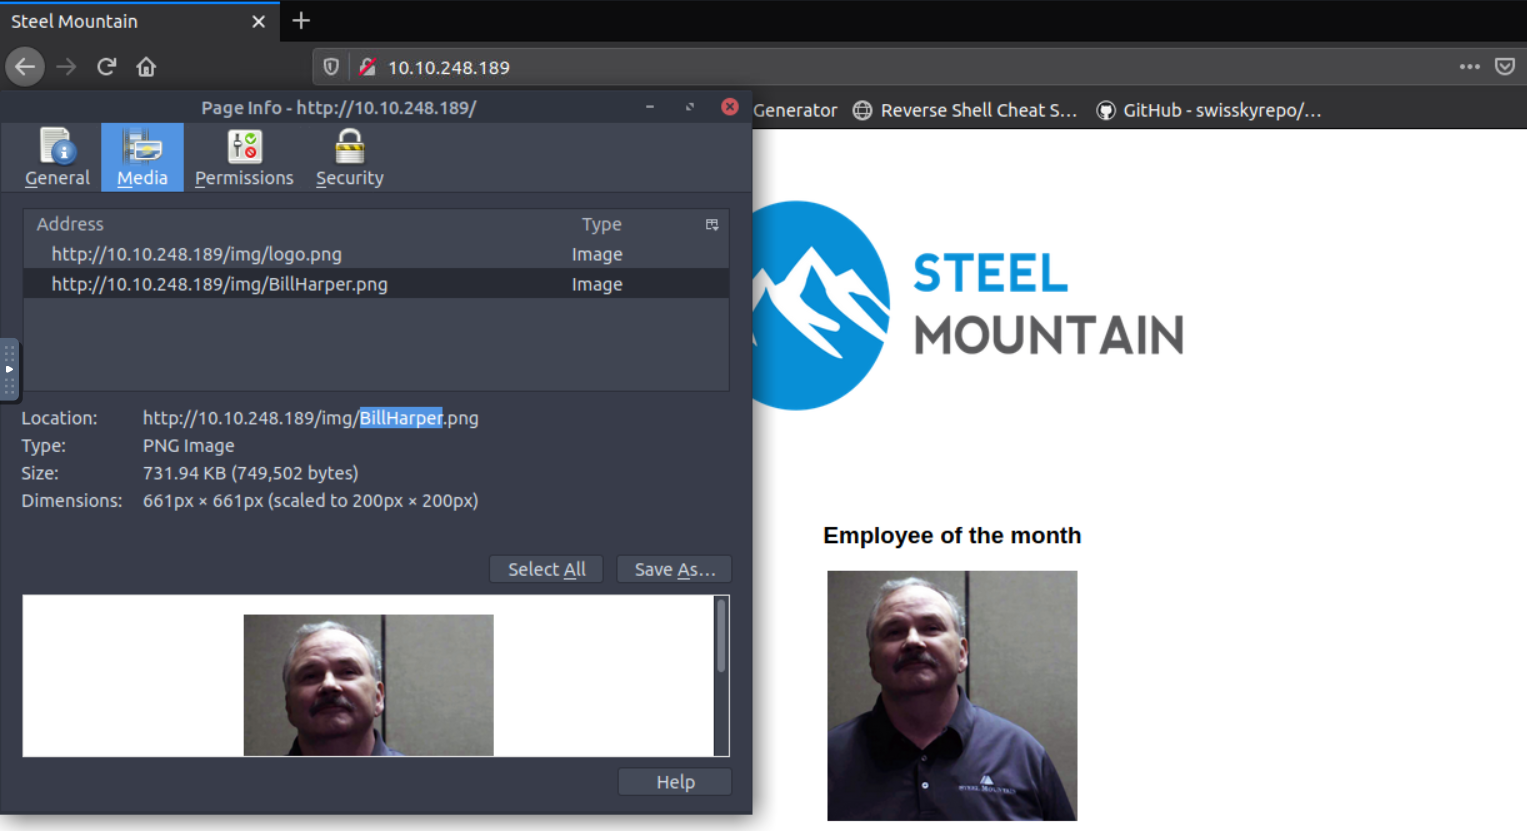 Steel Mountain
10.10.248.189
Page Info - http://10.10.248.189/
Generator
Reverse Shell Cheat S...
GitHub - swisskyrepo/...
General
Media
Permissions
Security
Address Type
http://10.10.248.189/img/logo.png Image
http://10.10.248.189/img/BillHarper.png Image
Location: http://10.10.248.189/img/BillHarper.png
Type: PNG Image
Size: 731.94 KB (749,502 bytes)
Dimensions: 661px × 661px (scaled to 200px × 200px)
Select All
Save As...
Help
STEEL
MOUNTAIN
Employee of the month
STEEL MOUNTAIN